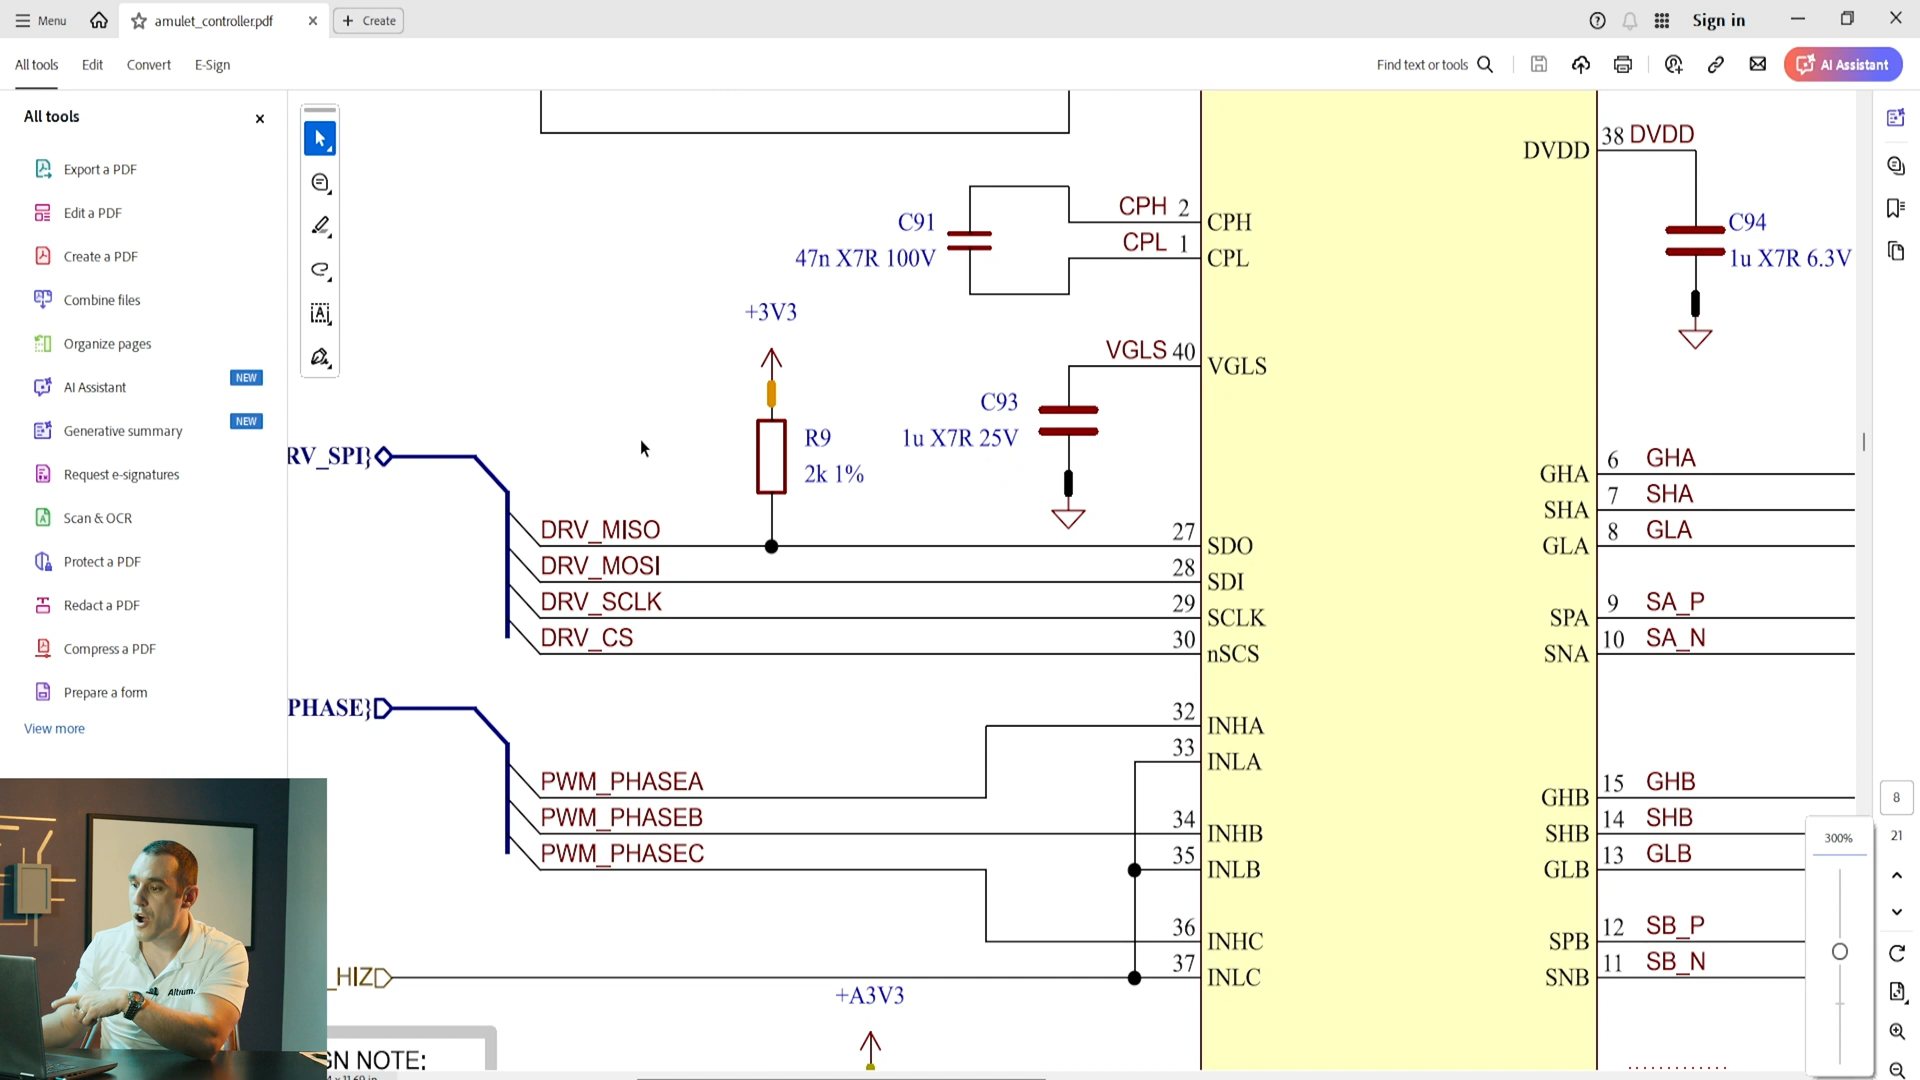 Menu
amulet_controller.pdf
Create
Sign in
All tools
Edit
Convert
E-Sign
Find text or tools
AI Assistant
All tools
Export a PDF
Edit a PDF
Create a PDF
Combine files
Organize pages
AI Assistant
NEW
Generative summary
NEW
Request e-signatures
Scan & OCR
Protect a PDF
Redact a PDF
Compress a PDF
Prepare a form
View more
38 DVDD
DVDD
C94
1u X7R 6.3V
C91
47n X7R 100V
CPH 2
CPH
CPL 1
CPL
+3V3
VGLS 40
VGLS
C93
1u X7R 25V
R9
2k 1%
RV_SPI}
DRV_MISO
27
SDO
DRV_MOSI
28
SDI
DRV_SCLK
29
SCLK
DRV_CS
30
nSCS
PHASE}
32
INHA
33
INLA
PWM_PHASEA
PWM_PHASEB
34
INHB
PWM_PHASEC
35
INLB
36
INHC
37
INLC
_HIZ
+A3V3
GN NOTE:
GHA
6
GHA
SHA
7
SHA
GLA
8
GLA
SPA
9
SA_P
SNA
10
SA_N
GHB
15
GHB
SHB
14
SHB
GLB
13
GLB
SPB
12
SB_P
SNB
11
SB_N
8
21
300%
Altium